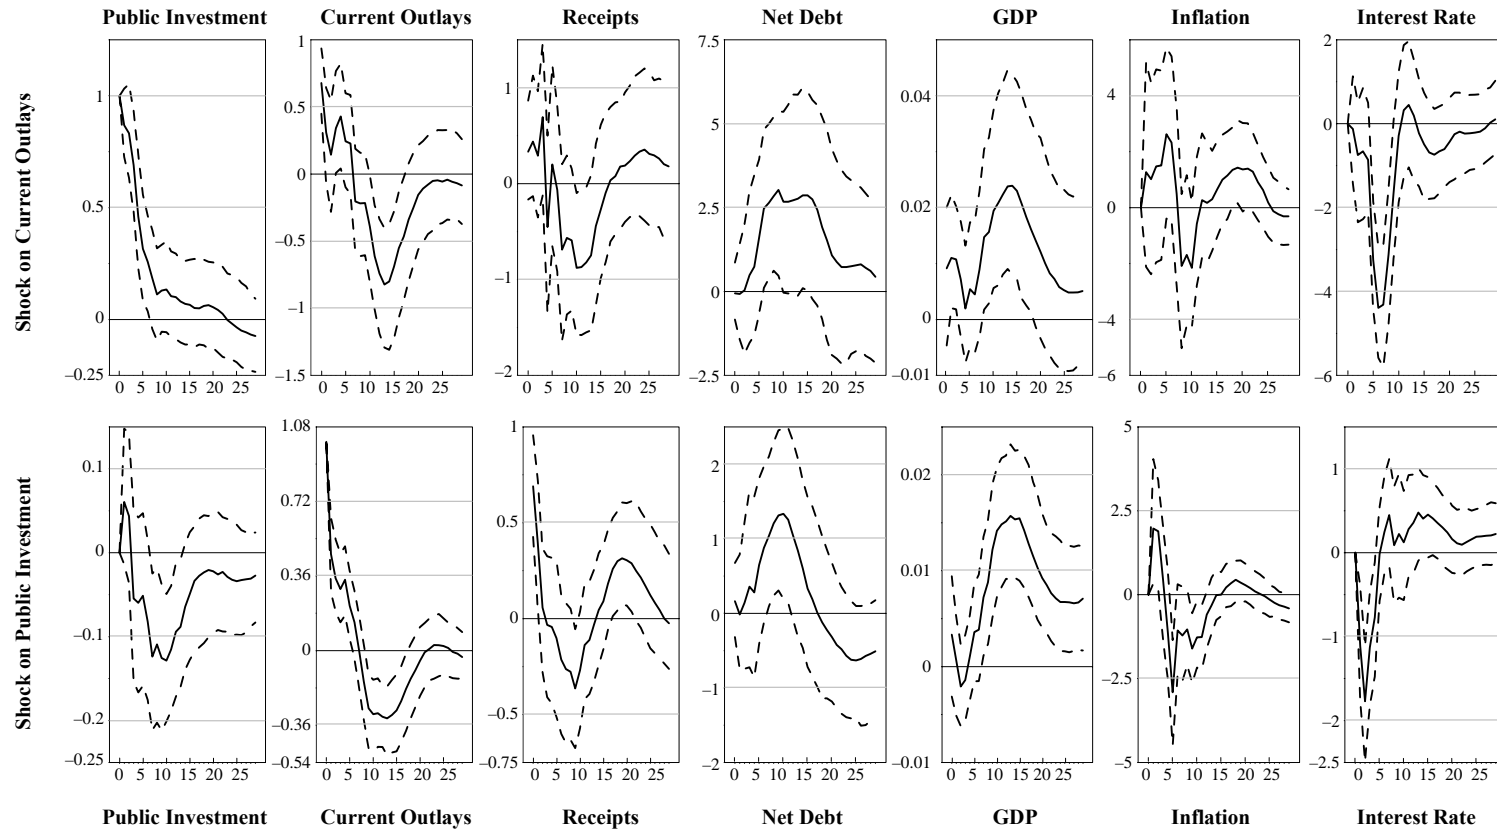 Public Investment Current Outlays Receipts Net Debt GDP Inflation Interest Rate
Shock on Current Outlays
1 0.5 0 –0.25
0 5 10 15 20 25
1 0.5 0 –0.5 –1 –1.5
0 5 10 15 20 25
1 0 –1 –2
0 5 10 15 20 25
7.5 5 2.5 0 –2.5
0 5 10 15 20 25
0.04 0.02 0 –0.01
0 5 10 15 20 25
4 0 –4 –6
0 5 10 15 20 25
2 0 –2 –4 –6
0 5 10 15 20 25
Shock on Public Investment
0.1 0 –0.1 –0.2 –0.25
0 5 10 15 20 25
1.08 0.72 0.36 0 –0.36 –0.54
0 5 10 15 20 25
1 0.5 0 –0.5 –0.75
0 5 10 15 20 25
2 1 0 –1 –2
0 5 10 15 20 25
0.02 0.01 0 –0.01
0 5 10 15 20 25
5 2.5 0 –2.5 –5
0 5 10 15 20 25
1 0 –1 –2 –2.5
0 5 10 15 20 25
Public Investment Current Outlays Receipts Net Debt GDP Inflation Interest Rate